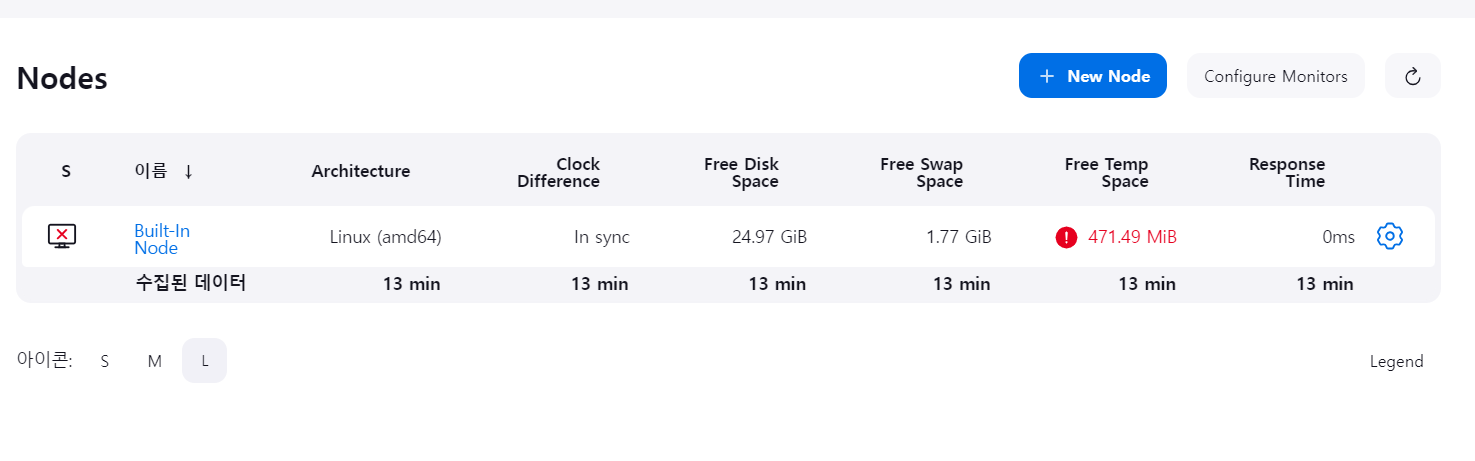 Nodes
New Node
Configure Monitors
S 이름 ↓ Architecture Clock Difference Free Disk Space Free Swap Space Free Temp Space Response Time
Built-In Node Linux (amd64) In sync 24.97 GiB 1.77 GiB 471.49 MiB 0ms
수집된 데이터 13 min 13 min 13 min 13 min 13 min 13 min
아이콘: S M L Legend